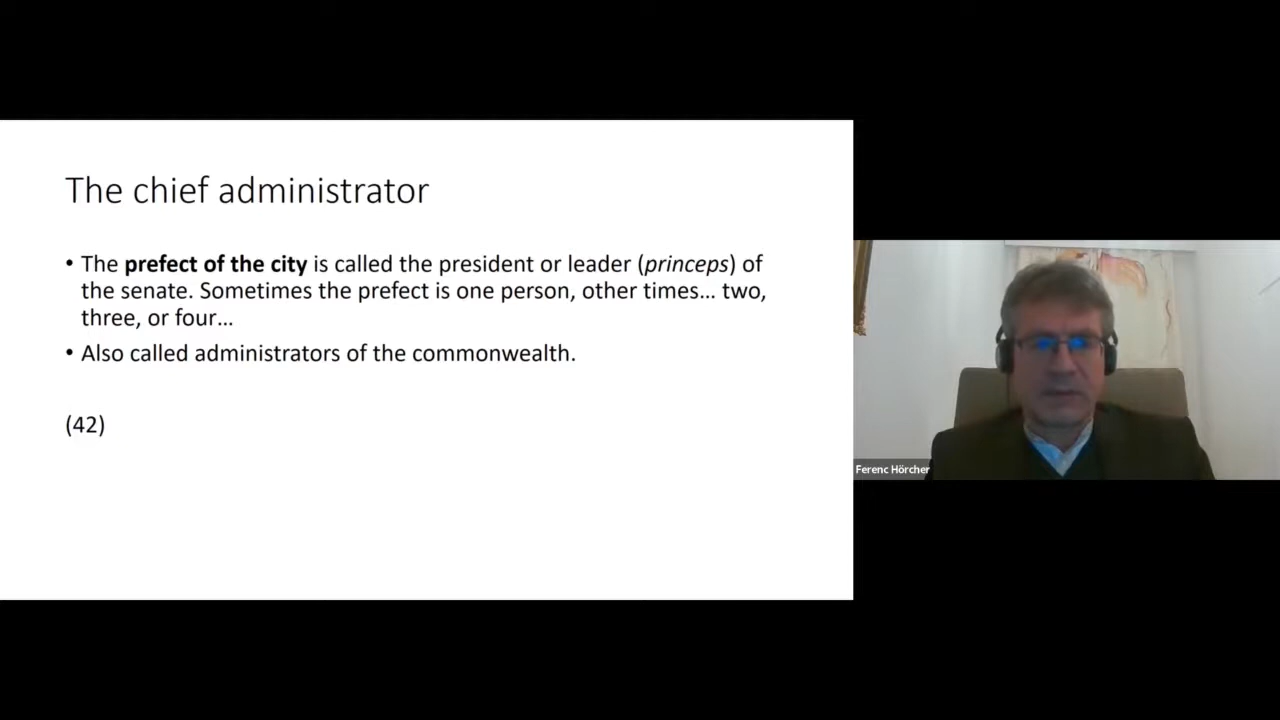 The chief administrator
• The prefect of the city is called the president or leader (princeps) of
the senate. Sometimes the prefect is one person, other times… two,
three, or four…
• Also called administrators of the commonwealth.
(42)
Ferenc Hörcher